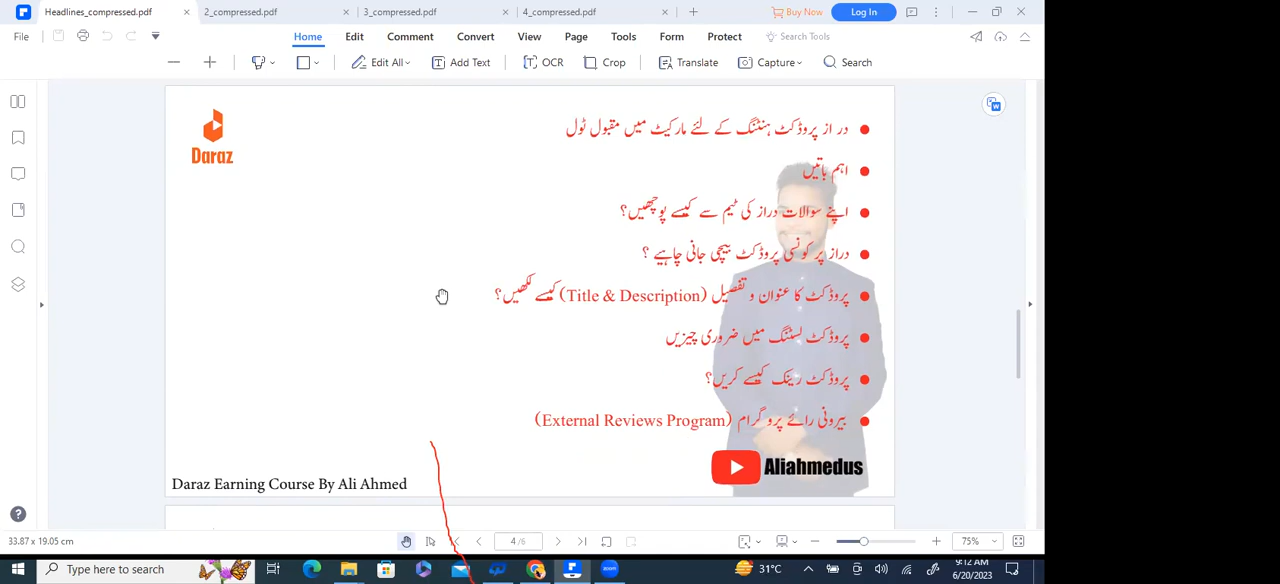 Headlines_compressed.pdf
2_compressed.pdf
3_compressed.pdf
4_compressed.pdf
Buy Now
Log In
File
Home
Edit
Comment
Convert
View
Page
Tools
Form
Protect
Search Tools
Edit All
Add Text
OCR
Crop
Translate
Capture
Search
Daraz
در از پروڈکٹ ہنٹنگ کے لئے مارکیٹ میں مقبول ٹول
اہم باتیں
اپنے سوالات دراز کی ٹیم سے کیسے پوچھیں؟
دراز پر کونسی پروڈکٹ بیچی جانی چاہیے ؟
پروڈکٹ کا عنوان و تفصیل (Title & Description) کیسے لکھیں؟
پروڈکٹ لسٹنگ میں ضروری چیزیں
پروڈکٹ رینک کیسے کریں؟
بیرونی رائے پروگرام (External Reviews Program)
Aliahmedus
Daraz Earning Course By Ali Ahmed
33.87 x 19.05 cm
4 /6
75%
Type here to search
zoom
31°C
9:12 AM
6/20/2023